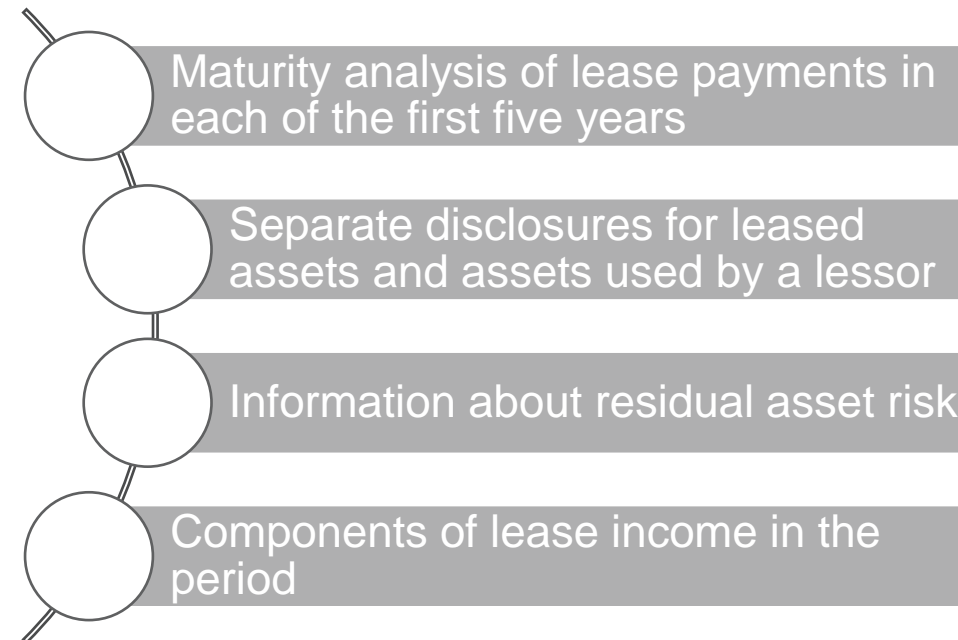 Maturity analysis of lease payments in
each of the first five years
Separate disclosures for leased
assets and assets used by a lessor
Information about residual asset risk
Components of lease income in the
period